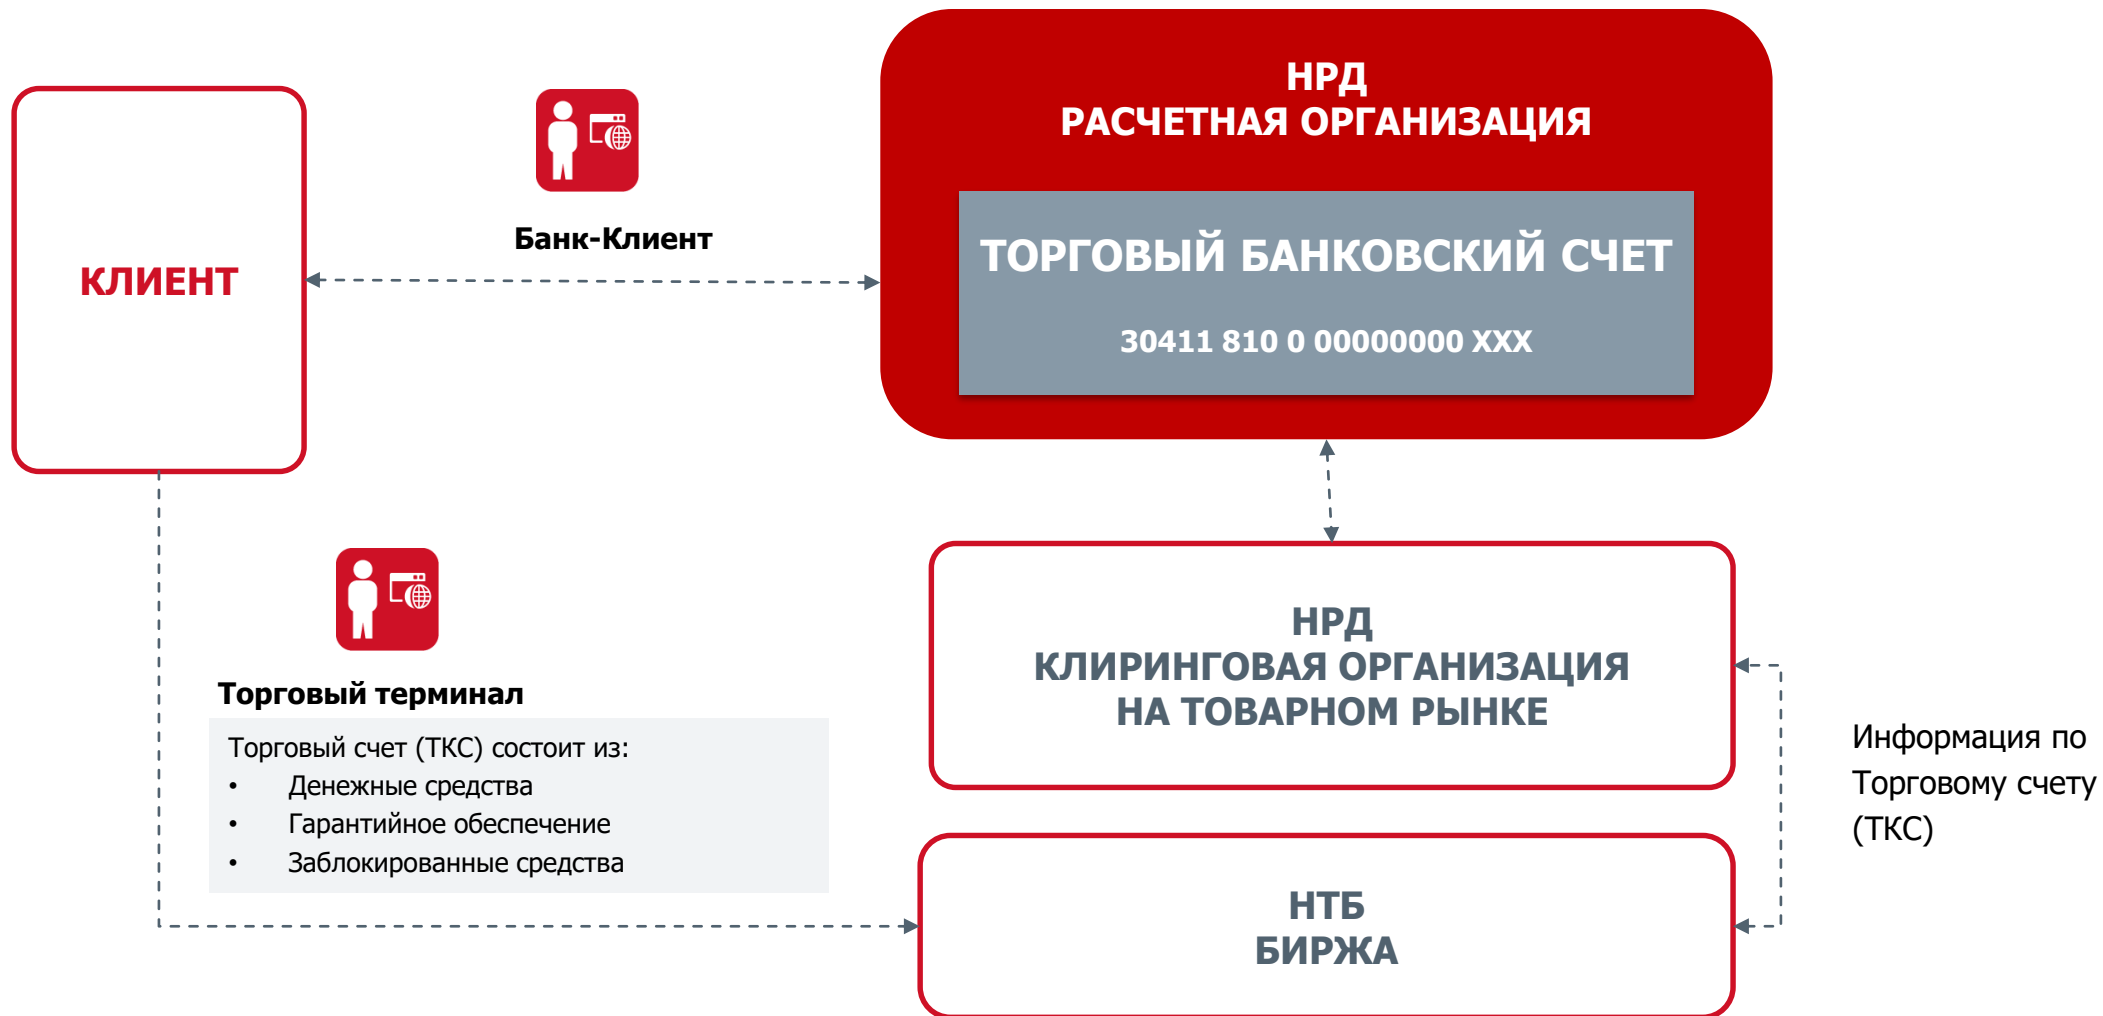 НРД
РАСЧЕТНАЯ ОРГАНИЗАЦИЯ
ТОРГОВЫЙ БАНКОВСКИЙ СЧЕТ
30411 810 0 00000000 XXX
Банк-Клиент
КЛИЕНТ
НРД
КЛИРИНГОВАЯ ОРГАНИЗАЦИЯ
НА ТОВАРНОМ РЫНКЕ
Торговый терминал
Торговый счет (ТКС) состоит из:
• Денежные средства
• Гарантийное обеспечение
• Заблокированные средства
Информация по
Торговому счету
(ТКС)
НТБ
БИРЖА